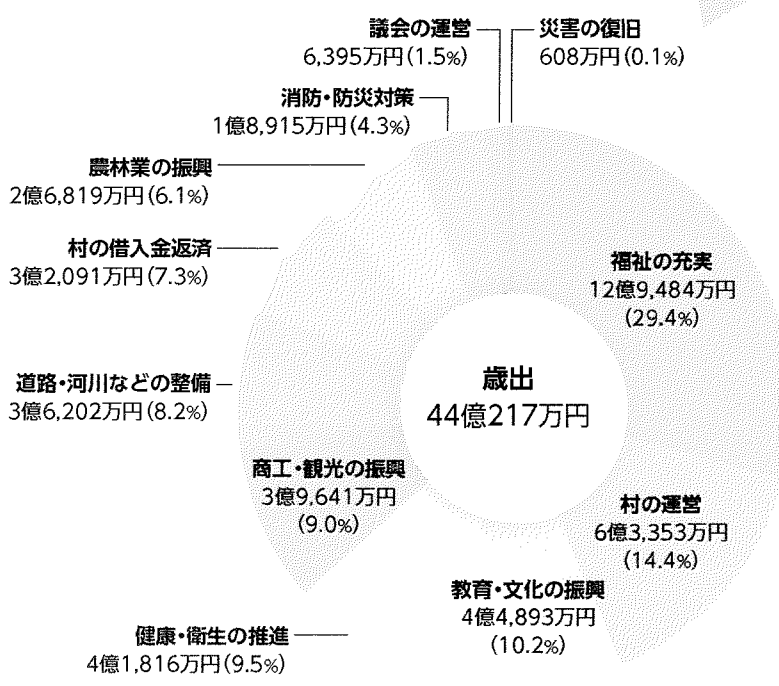 議会の運営
6,395万円(1.5%)
災害の復旧
608万円(0.1%)
消防・防災対策
1億8,915万円(4.3%)
農林業の振興
2億6,819万円(6.1%)
村の借入金返済
3億2,091万円(7.3%)
道路・河川などの整備
3億6,202万円(8.2%)
商工・観光の振興
3億9,641万円
(9.0%)
健康・衛生の推進
4億1,816万円(9.5%)
教育・文化の振興
4億4,893万円
(10.2%)
村の運営
6億3,353万円
(14.4%)
福祉の充実
12億9,484万円
(29.4%)
歳出
44億217万円